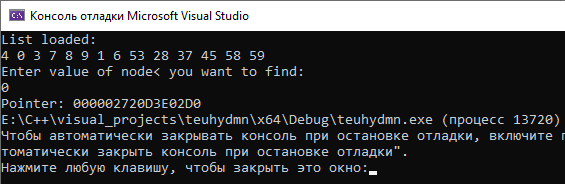 Консоль отладки Microsoft Visual Studio
List loaded:
4 0 3 7 8 9 1 6 53 28 37 45 58 59
Enter value of node< you want to find:
0
Pointer: 000002720D3E02D0
E:\C++\visual_projects\teuhydmn\x64\Debug\teuhydmn.exe (процесс 13720)
Чтобы автоматически закрывать консоль при остановке отладки, включите п
томатически закрыть консоль при остановке отладки".
Нажмите любую клавишу, чтобы закрыть это окно: